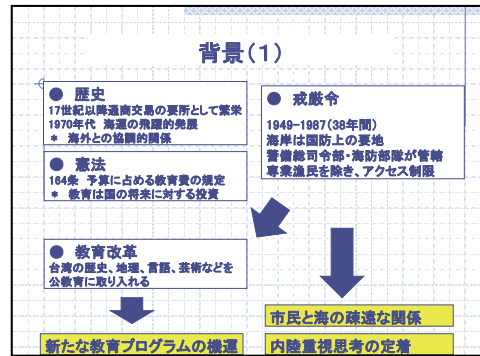 背景(1)
● 歴史
17世紀以降通商交易の要所として繁栄
1970年代 海運の飛躍的発展
* 海外との協調的関係
● 憲法
164条 予算に占める教育費の規定
* 教育は国の将来に対する投資
● 戒厳令
1949-1987(38年間)
海岸は国防上の要地
警備総司令部・海防部隊が管轄
専業漁民を除き、アクセス制限
● 教育改革
台湾の歴史、地理、言語、芸術などを
公教育に取り入れる
新たな教育プログラムの機運
市民と海の疎遠な関係
内陸重視思考の定着